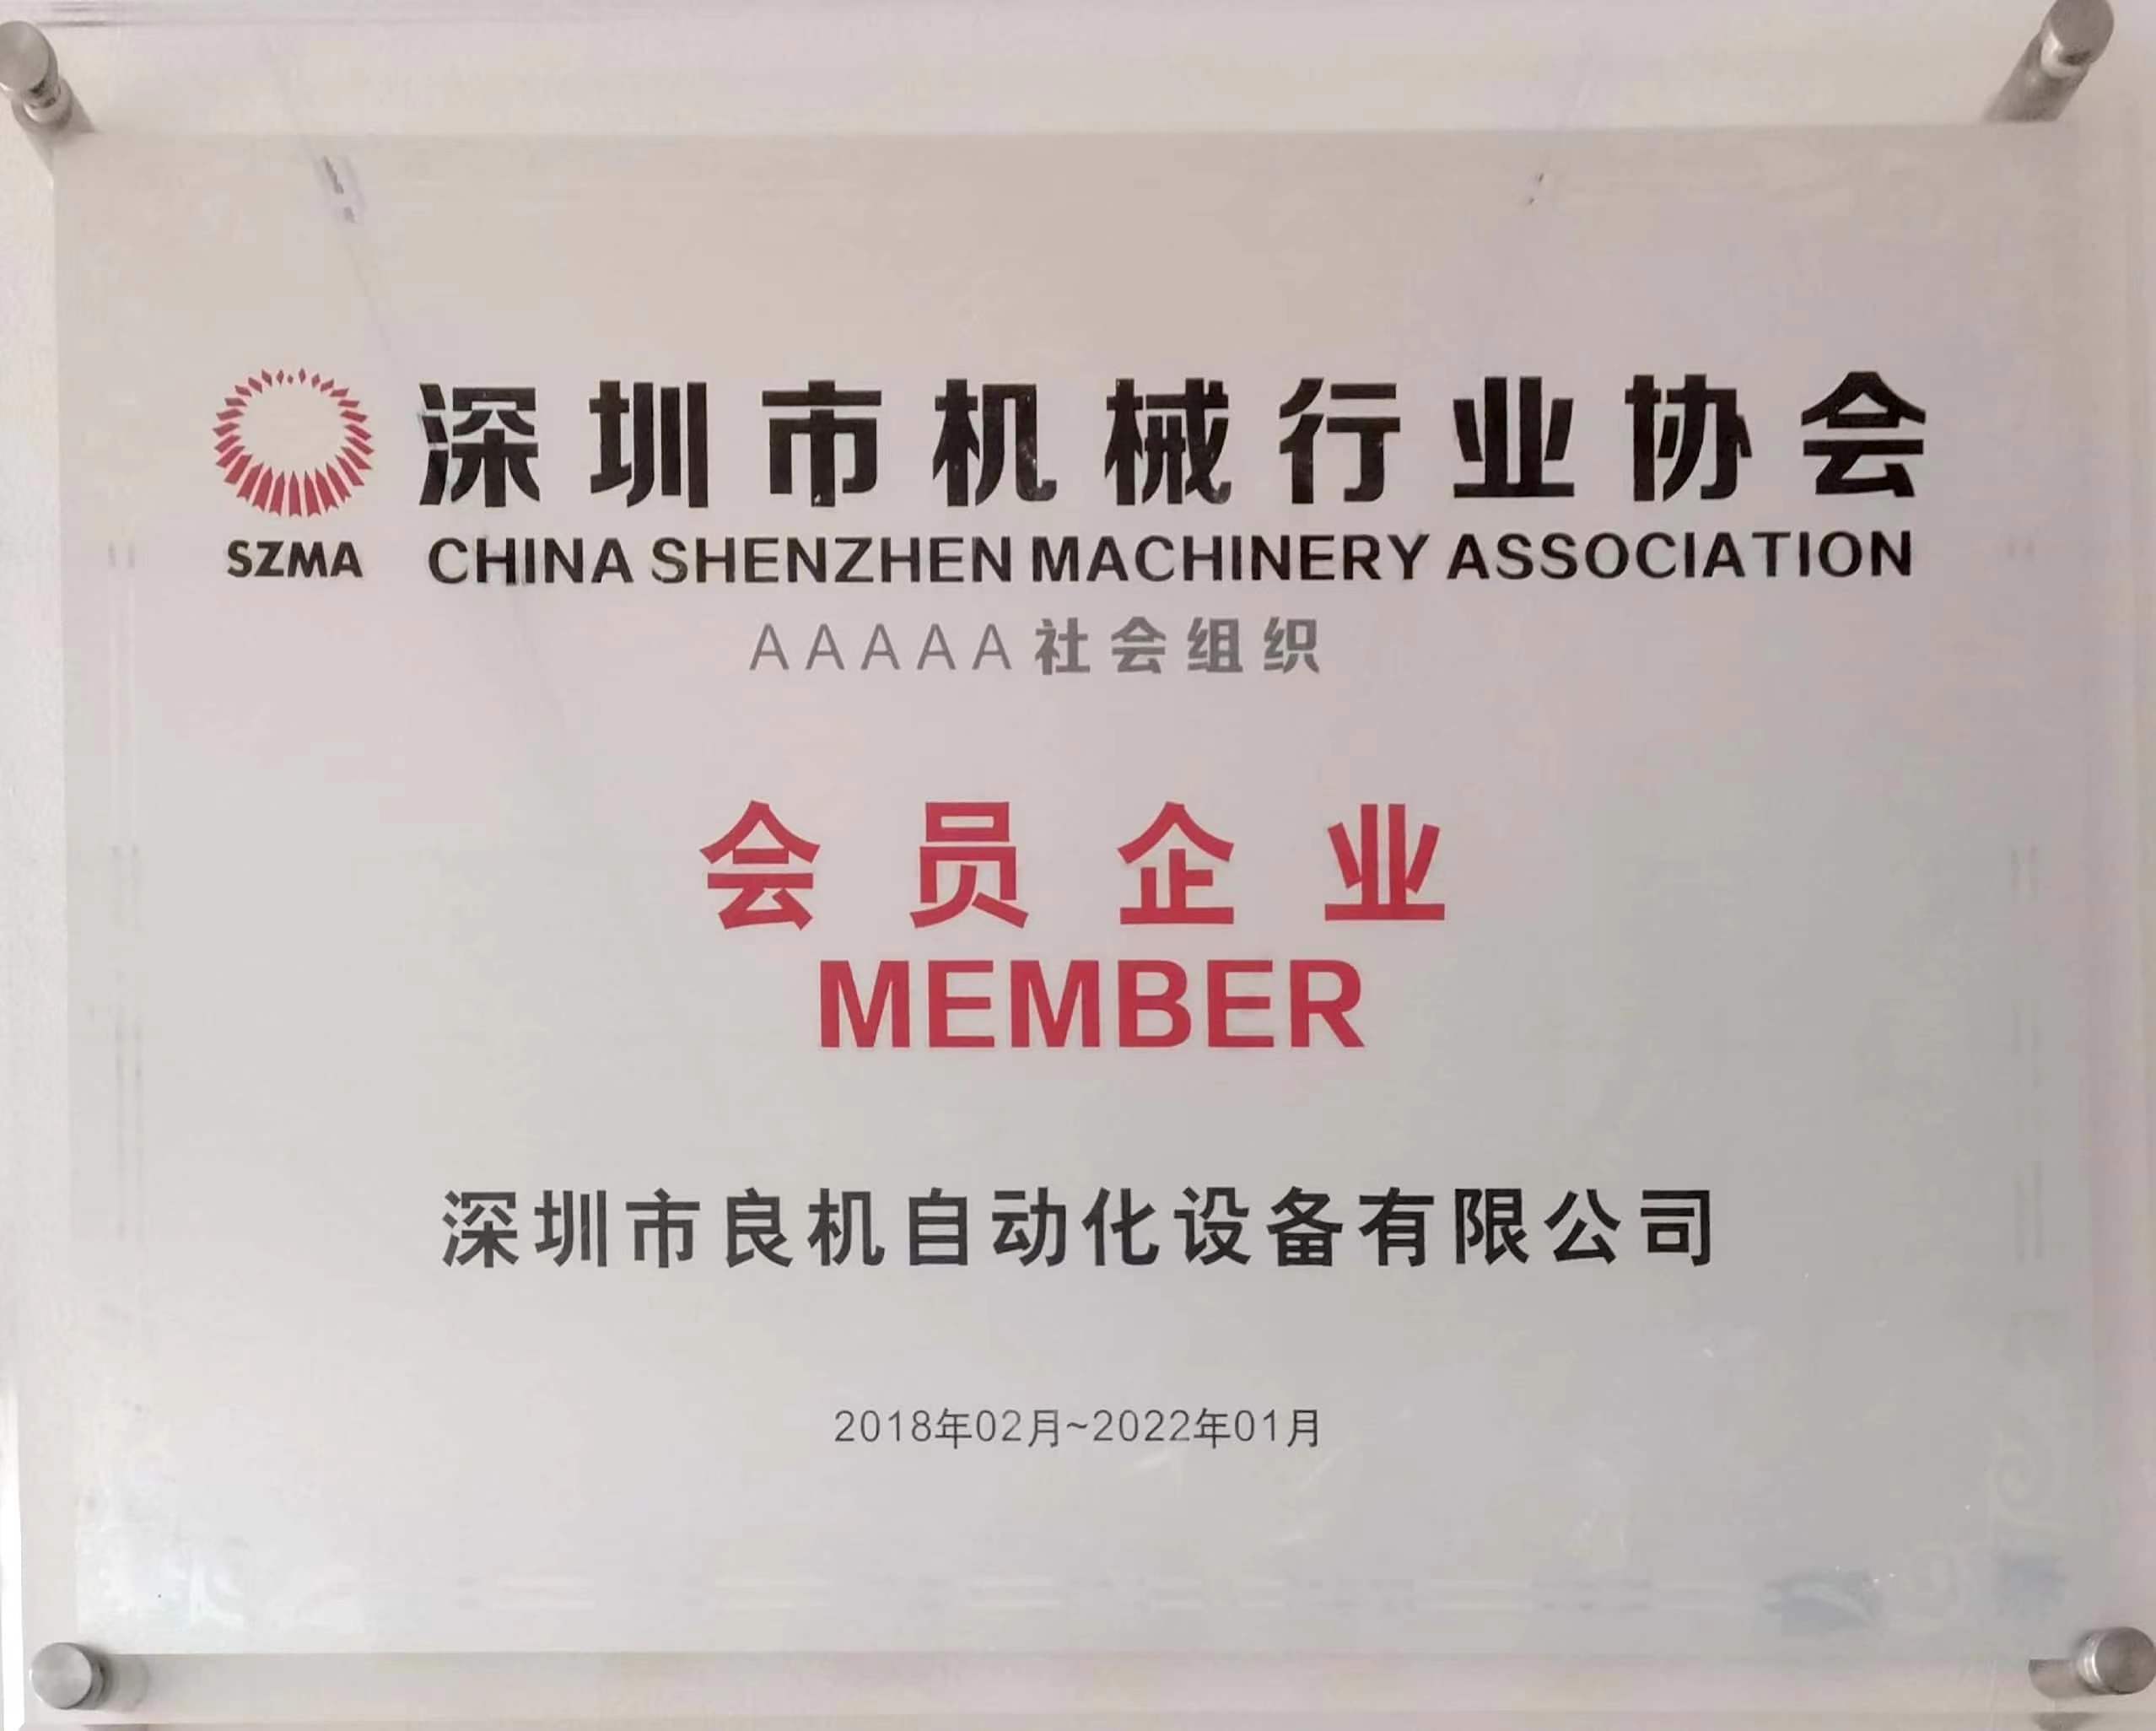 深圳市机械行业协会
SZMA CHINA SHENZHEN MACHINERY ASSOCIATION
AAAAA社会组织
会员企业
MEMBER
深圳市良机自动化设备有限公司
2018年02月~2022年01月